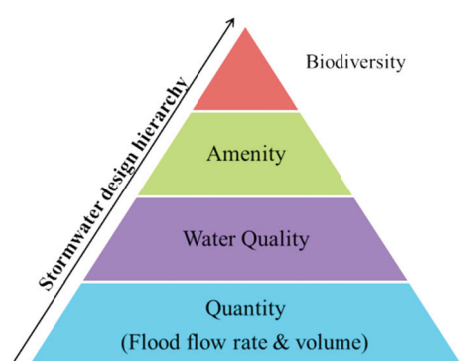 Stormwater design hierarchy
Biodiversity
Amenity
Water Quality
Quantity
(Flood flow rate & volume)